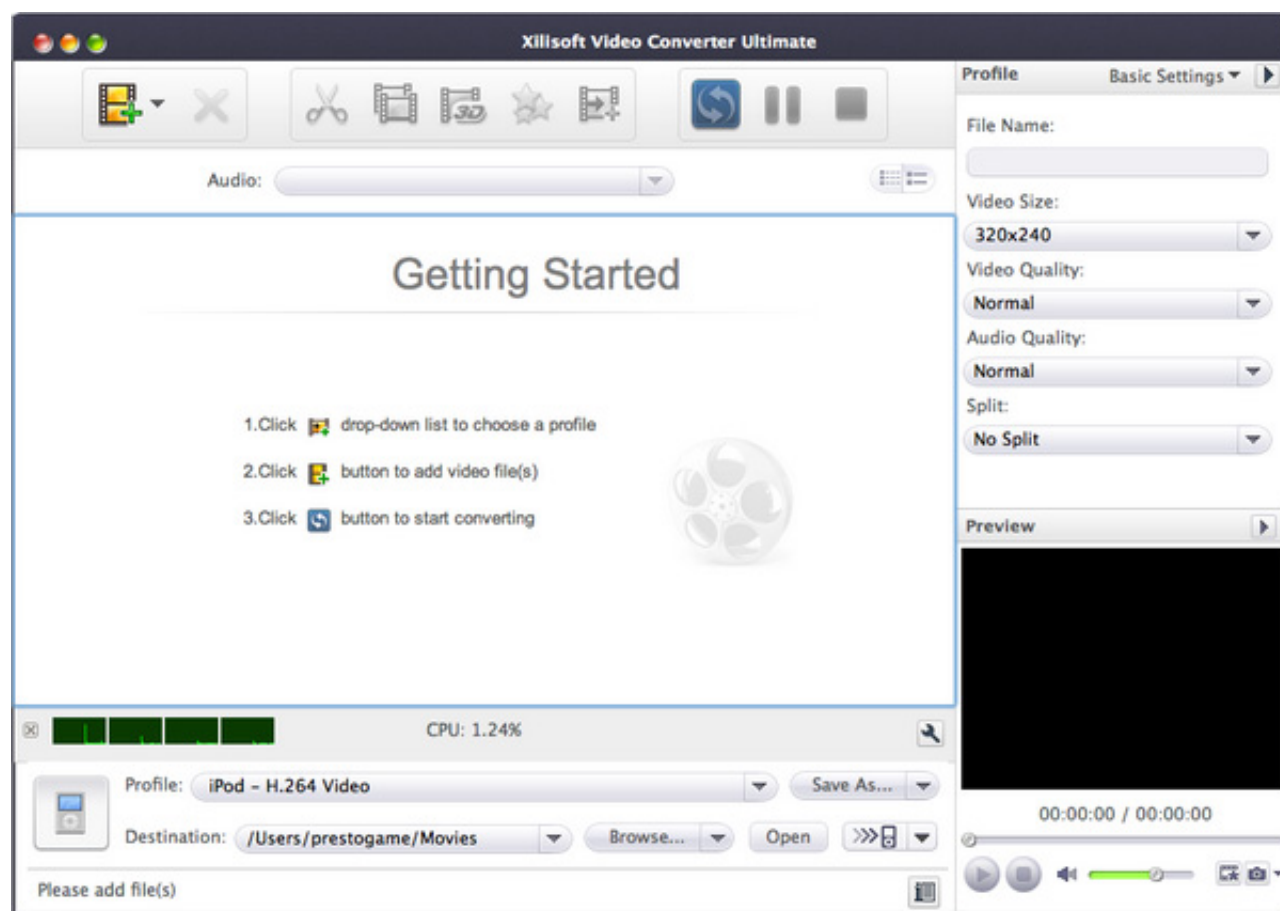 Xilisoft Video Converter Ultimate
3D
Audio:
Getting Started
1.Click drop-down list to choose a profile
2.Click button to add video file(s)
3.Click button to start converting
CPU: 1.24%
Profile: iPod – H.264 Video Save As...
Destination: /Users/prestogame/Movies Browse... Open
Please add file(s)
Profile Basic Settings
File Name:
Video Size:
320x240
Video Quality:
Normal
Audio Quality:
Normal
Split:
No Split
Preview
00:00:00 / 00:00:00